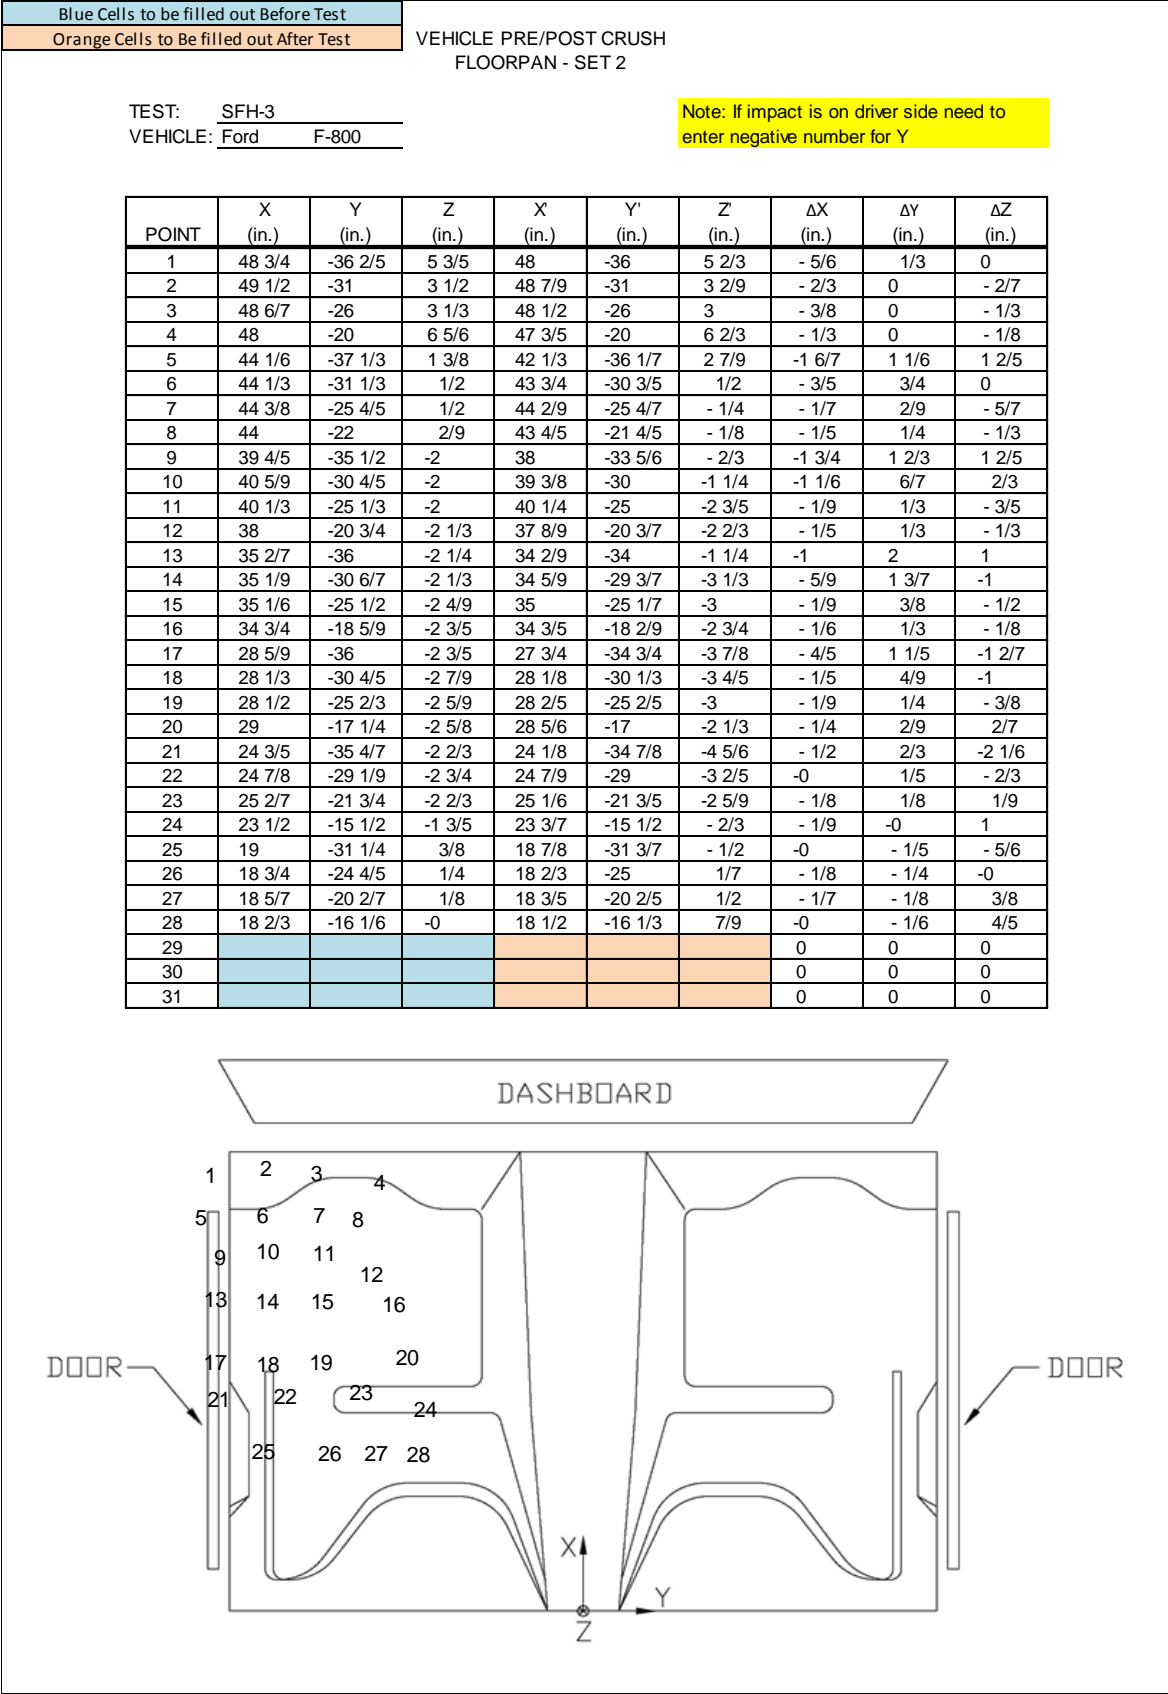 Blue Cells to be filled out Before Test
Orange Cells to Be filled out After Test
VEHICLE PRE/POST CRUSH
FLOORPAN - SET 2
TEST: SFH-3
VEHICLE: Ford F-800
Note: If impact is on driver side need to
enter negative number for Y
X Y Z X' Y' Z' ΔX ΔY ΔZ
POINT (in.) (in.) (in.) (in.) (in.) (in.) (in.) (in.) (in.)
1 48 3/4 -36 2/5 5 3/5 48 -36 5 2/3 - 5/6 1/3 0
2 49 1/2 -31 3 1/2 48 7/9 -31 3 2/9 - 2/3 0 - 2/7
3 48 6/7 -26 3 1/3 48 1/2 -26 3 - 3/8 0 - 1/3
4 48 -20 6 5/6 47 3/5 -20 6 2/3 - 1/3 0 - 1/8
5 44 1/6 -37 1/3 1 3/8 42 1/3 -36 1/7 2 7/9 -1 6/7 1 1/6 1 2/5
6 44 1/3 -31 1/3 1/2 43 3/4 -30 3/5 1/2 - 3/5 3/4 0
7 44 3/8 -25 4/5 1/2 44 2/9 -25 4/7 - 1/4 - 1/7 2/9 - 5/7
8 44 -22 2/9 43 4/5 -21 4/5 - 1/8 - 1/5 1/4 - 1/3
9 39 4/5 -35 1/2 -2 38 -33 5/6 - 2/3 -1 3/4 1 2/3 1 2/5
10 40 5/9 -30 4/5 -2 39 3/8 -30 -1 1/4 -1 1/6 6/7 2/3
11 40 1/3 -25 1/3 -2 40 1/4 -25 -2 3/5 - 1/9 1/3 - 3/5
12 38 -20 3/4 -2 1/3 37 8/9 -20 3/7 -2 2/3 - 1/5 1/3 - 1/3
13 35 2/7 -36 -2 1/4 34 2/9 -34 -1 1/4 -1 2 1
14 35 1/9 -30 6/7 -2 1/3 34 5/9 -29 3/7 -3 1/3 - 5/9 1 3/7 -1
15 35 1/6 -25 1/2 -2 4/9 35 -25 1/7 -3 - 1/9 3/8 - 1/2
16 34 3/4 -18 5/9 -2 3/5 34 3/5 -18 2/9 -2 3/4 - 1/6 1/3 - 1/8
17 28 5/9 -36 -2 3/5 27 3/4 -34 3/4 -3 7/8 - 4/5 1 1/5 -1 2/7
18 28 1/3 -30 4/5 -2 7/9 28 1/8 -30 1/3 -3 4/5 - 1/5 4/9 -1
19 28 1/2 -25 2/3 -2 5/9 28 2/5 -25 2/5 -3 - 1/9 1/4 - 3/8
20 29 -17 1/4 -2 5/8 28 5/6 -17 -2 1/3 - 1/4 2/9 2/7
21 24 3/5 -35 4/7 -2 2/3 24 1/8 -34 7/8 -4 5/6 - 1/2 2/3 -2 1/6
22 24 7/8 -29 1/9 -2 3/4 24 7/9 -29 -3 2/5 -0 1/5 - 2/3
23 25 2/7 -21 3/4 -2 2/3 25 1/6 -21 3/5 -2 5/9 - 1/8 1/8 1/9
24 23 1/2 -15 1/2 -1 3/5 23 3/7 -15 1/2 - 2/3 - 1/9 -0 1
25 19 -31 1/4 3/8 18 7/8 -31 3/7 - 1/2 -0 - 1/5 - 5/6
26 18 3/4 -24 4/5 1/4 18 2/3 -25 1/7 - 1/8 - 1/4 -0
27 18 5/7 -20 2/7 1/8 18 3/5 -20 2/5 1/2 - 1/7 - 1/8 3/8
28 18 2/3 -16 1/6 -0 18 1/2 -16 1/3 7/9 -0 - 1/6 4/5
29 0 0 0
30 0 0 0
31 0 0 0
DASHBOARD
1 2 3 4
5 6 7 8
9 10 11
12
13 14 15 16
17 18 19 20
DOOR DOOR
21 22 23
24
25 26 27 28
X
Y
Z